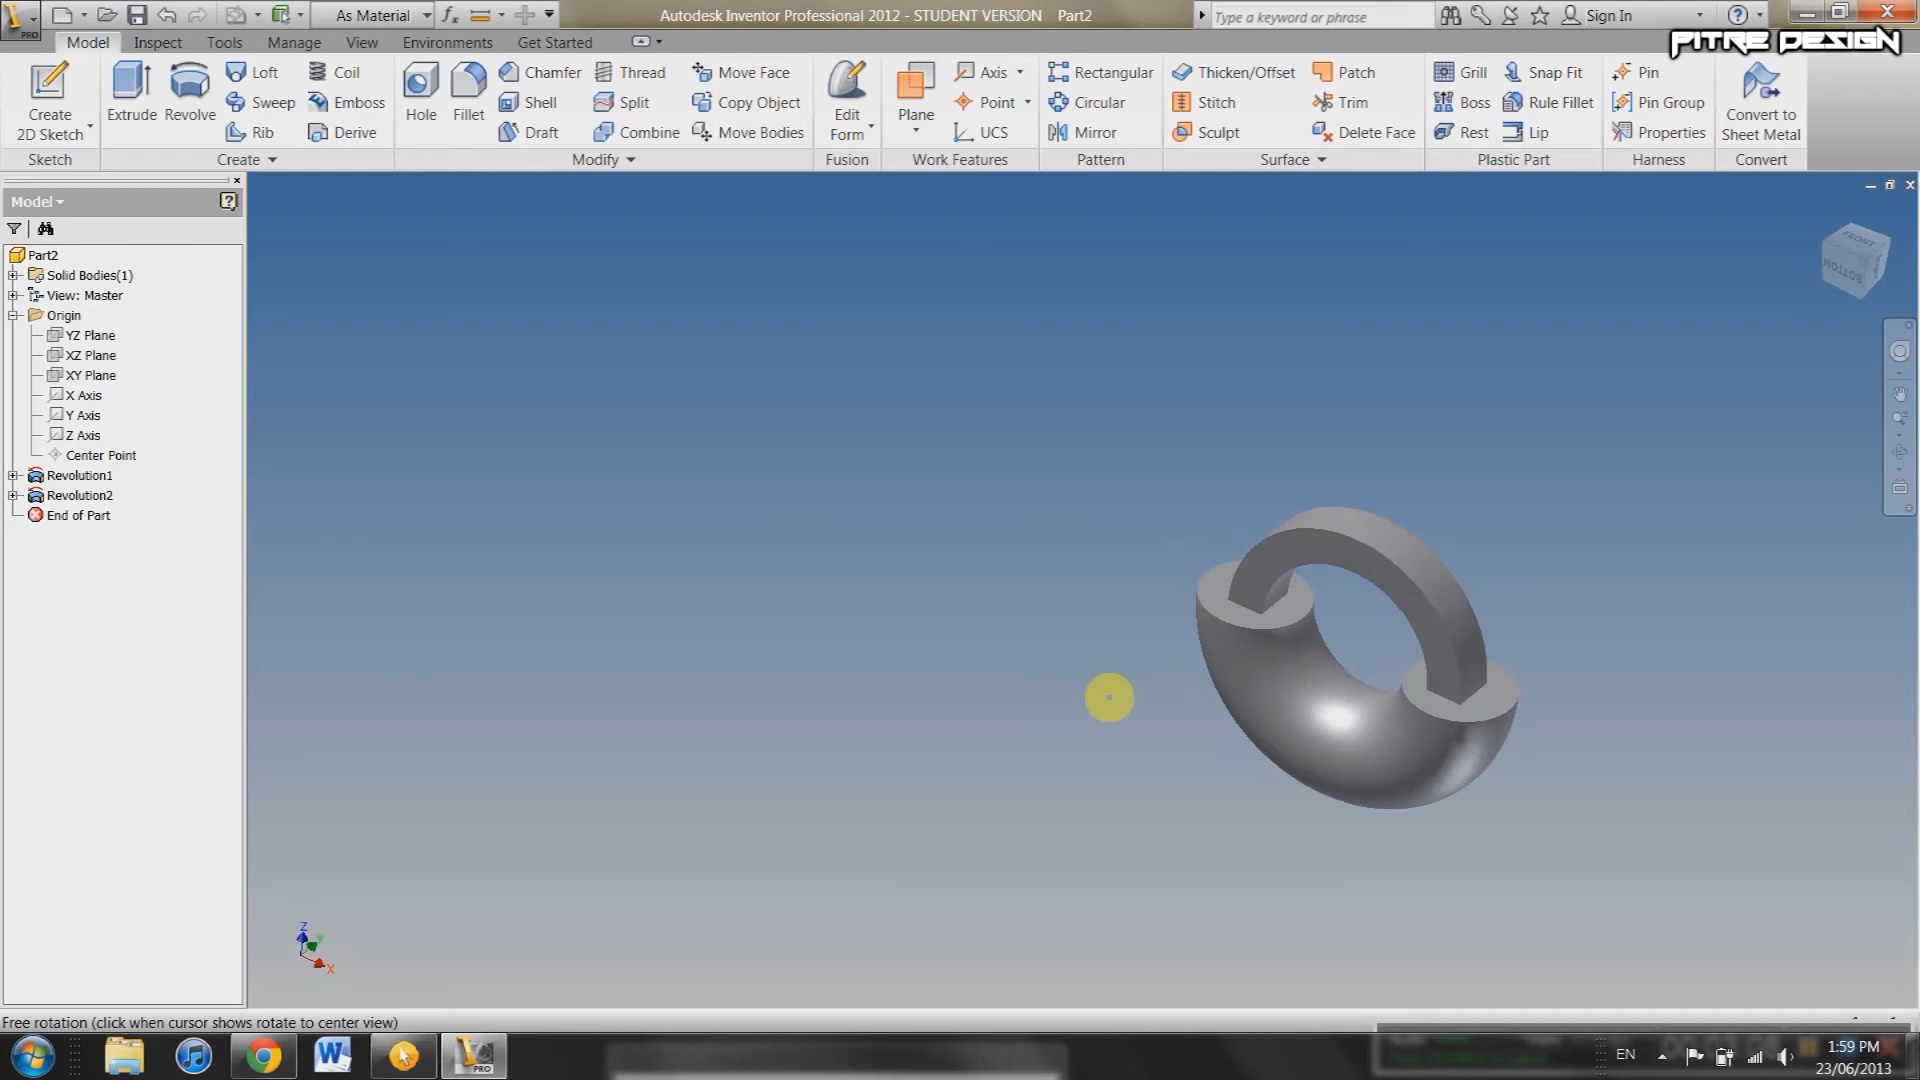 PRO As Material fx Autodesk Inventor Professional 2012 - STUDENT VERSION Part2 Type a keyword or phrase Sign In
PITRE DESIGN
Model Inspect Tools Manage View Environments Get Started
Loft Coil Chamfer Thread Move Face Axis Rectangular Thicken/Offset Patch Grill Snap Fit Pin
Create 2D Sketch Extrude Revolve Sweep Emboss Hole Fillet Shell Split Copy Object Edit Form Plane Point Circular Stitch Trim Boss Rule Fillet Pin Group Convert to Sheet Metal
Rib Derive Draft Combine Move Bodies UCS Mirror Sculpt Delete Face Rest Lip Properties
Sketch Create Modify Fusion Work Features Pattern Surface Plastic Part Harness Convert
Model
Part2
Solid Bodies(1)
View: Master
Origin
YZ Plane
XZ Plane
XY Plane
X Axis
Y Axis
Z Axis
Center Point
Revolution1
Revolution2
End of Part
FRONT
BOTTOM
Z
Y
X
Free rotation (click when cursor shows rotate to center view)
PRO
EN
1:59 PM
23/06/2013